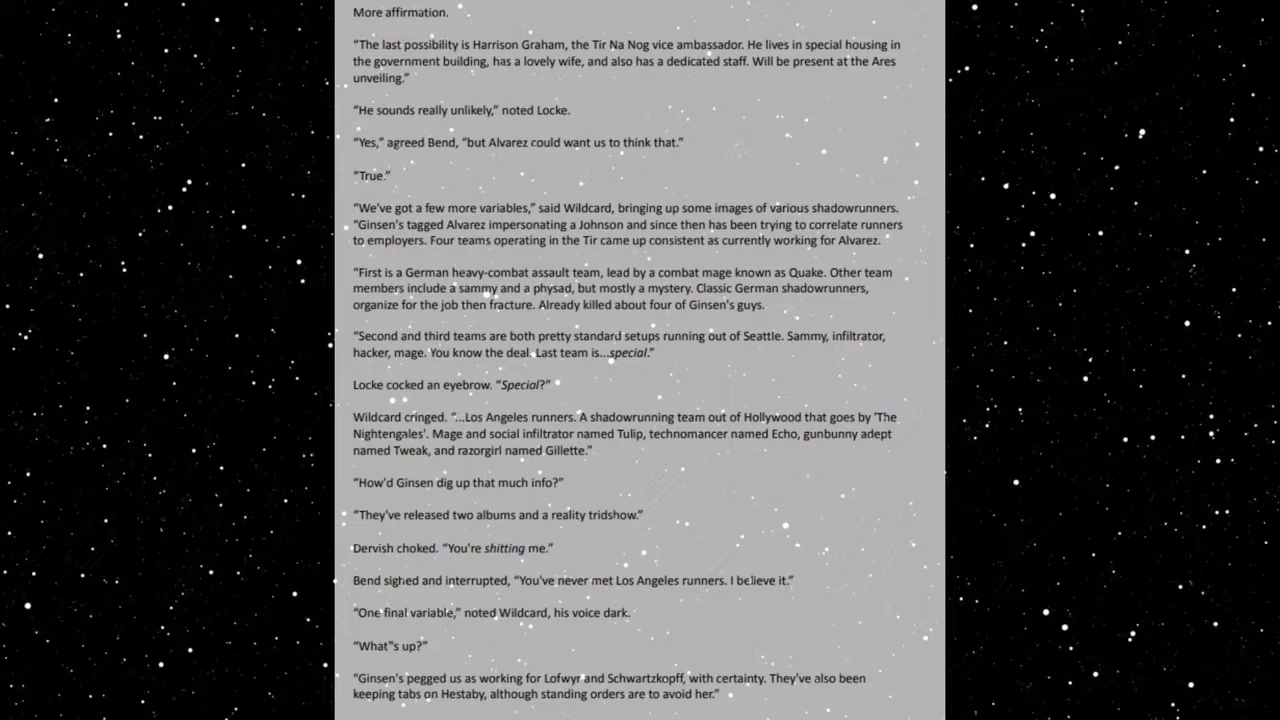 More affirmation.
“The last possibility is Harrison Graham, the Tir Na Nog vice ambassador. He lives in special housing in
the government building, has a lovely wife, and also has a dedicated staff. Will be present at the Ares
unveiling.”
“He sounds really unlikely,” noted Locke.
“Yes,” agreed Bend, “but Alvarez could want us to think that.”
“True.”
“We've got a few more variables,” said Wildcard, bringing up some images of various shadowrunners.
“Ginsen's tagged Alvarez impersonating a Johnson and since then has been trying to correlate runners
to employers. Four teams operating in the Tir came up consistent as currently working for Alvarez.
“First is a German heavy-combat assault team, lead by a combat mage known as Quake. Other team
members include a sammy and a physad, but mostly a mystery. Classic German shadowrunners,
organize for the job then fracture. Already killed about four of Ginsen's guys.
“Second and third teams are both pretty standard setups running out of Seattle. Sammy, infiltrator,
hacker, mage. You know the deal. Last team is...special.”
Locke cocked an eyebrow. “Special?”
Wildcard cringed. “...Los Angeles runners. A shadowrunning team out of Hollywood that goes by 'The
Nightengales'. Mage and social infiltrator named Tulip, technomancer named Echo, gunbunny adept
named Tweak, and razorgirl named Gillette.”
“How'd Ginsen dig up that much info?”
“They've released two albums and a reality tridshow.”
Dervish choked. “You're shitting me.”
Bend sighed and interrupted, “You've never met Los Angeles runners. I believe it.”
“One final variable,” noted Wildcard, his voice dark.
“What‟s up?”
“Ginsen's pegged us as working for Lofwyr and Schwartzkopff, with certainty. They've also been
keeping tabs on Hestaby, although standing orders are to avoid her.”